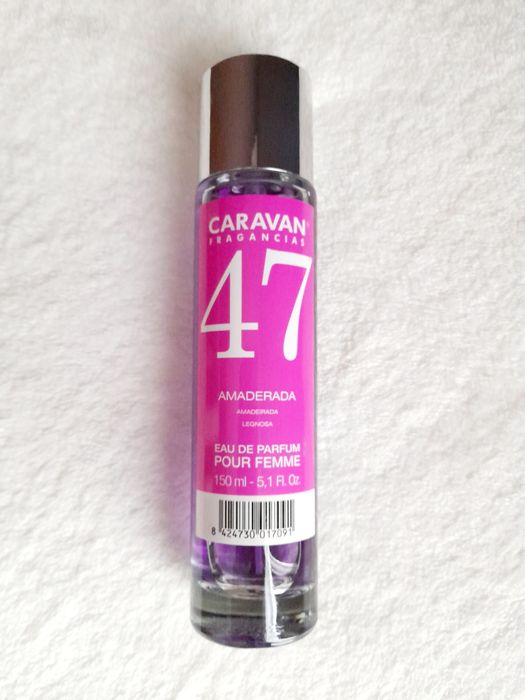 CARAVAN®
FRAGANCIAS
47
AMADERADA
AMADEIRADA
LEGNOSA
EAU DE PARFUM
POUR FEMME
150 ml - 5,1 Fl. Oz.
8 424730 017091